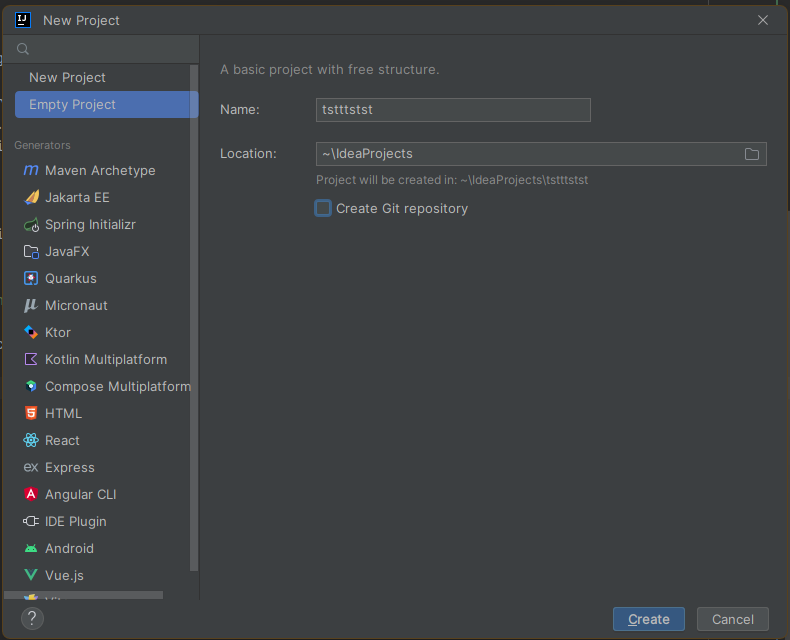 New Project
New Project
Empty Project
Generators
Maven Archetype
Jakarta EE
Spring Initializr
JavaFX
Quarkus
Micronaut
Ktor
Kotlin Multiplatform
Compose Multiplatform
HTML
React
Express
Angular CLI
IDE Plugin
Android
Vue.js
A basic project with free structure.
Name: tstttstst
Location: ~\IdeaProjects
Project will be created in: ~\IdeaProjects\tstttstst
Create Git repository
? Create Cancel